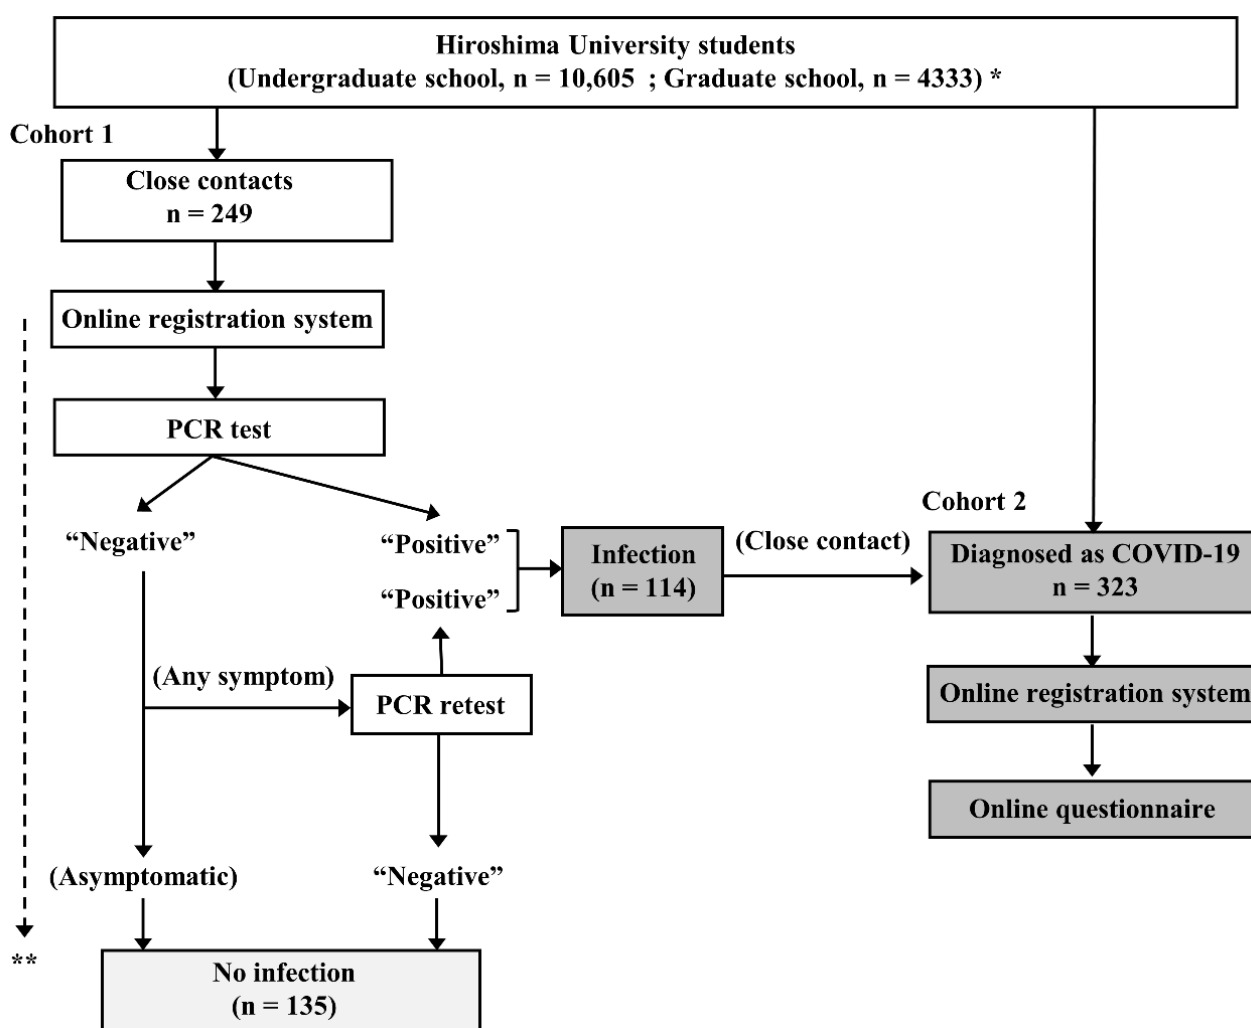 Hiroshima University students
(Undergraduate school, n = 10,605 ; Graduate school, n = 4333) *
Cohort 1
Close contacts
n = 249
Online registration system
PCR test
“Negative”
“Positive”
“Positive”
Infection
(n = 114)
(Close contact)
Cohort 2
Diagnosed as COVID-19
n = 323
Online registration system
Online questionnaire
(Any symptom)
PCR retest
(Asymptomatic)
“Negative”
**
No infection
(n = 135)